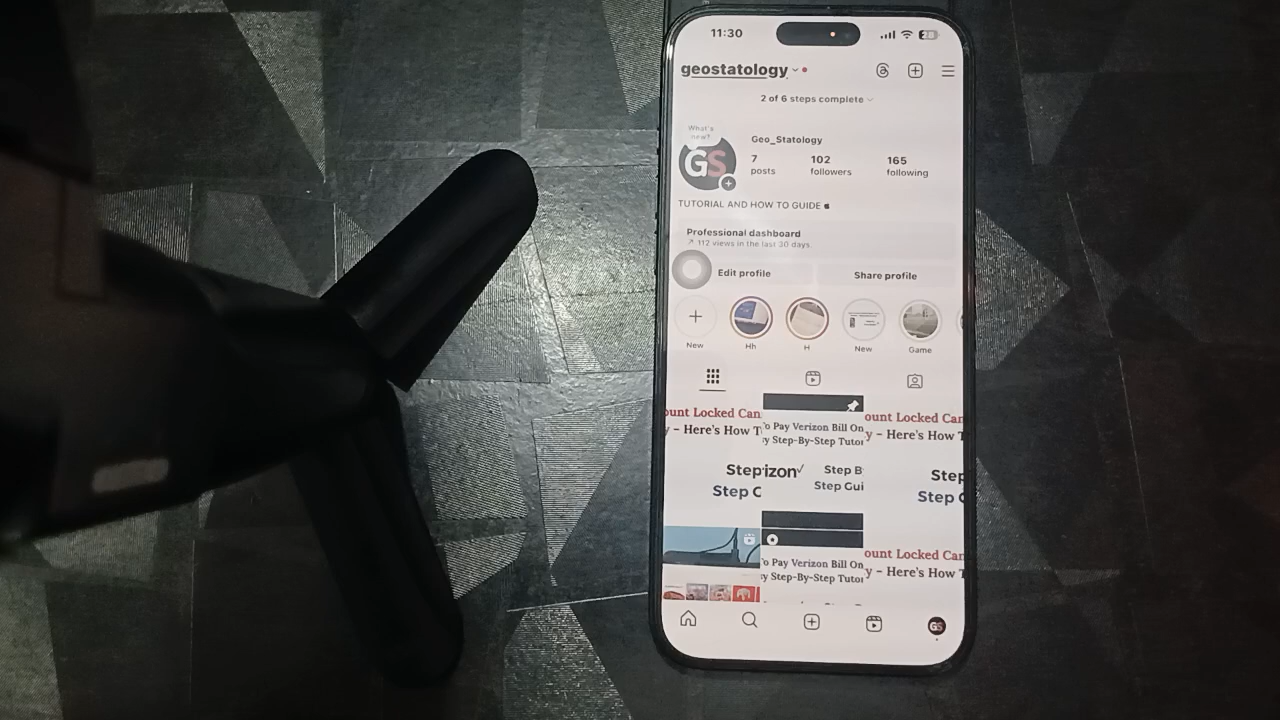 11:30
28
geostatology
2 of 6 steps complete
What's
new?
GS
Geo_Statology
7 102 165
posts followers following
TUTORIAL AND HOW TO GUIDE
Professional dashboard
112 views in the last 30 days.
Edit profile Share profile
New Hh H New Game
ount Locked Can
y – Here's How T
Step
Step G
To Pay Verizon Bill On
y Step-By-Step Tutor
izon
Step B
Step Gui
ount Locked Can
y – Here's How T
Step
Step G
To Pay Verizon Bill On
y Step-By-Step Tutor
ount Locked Can
y – Here's How T
GS